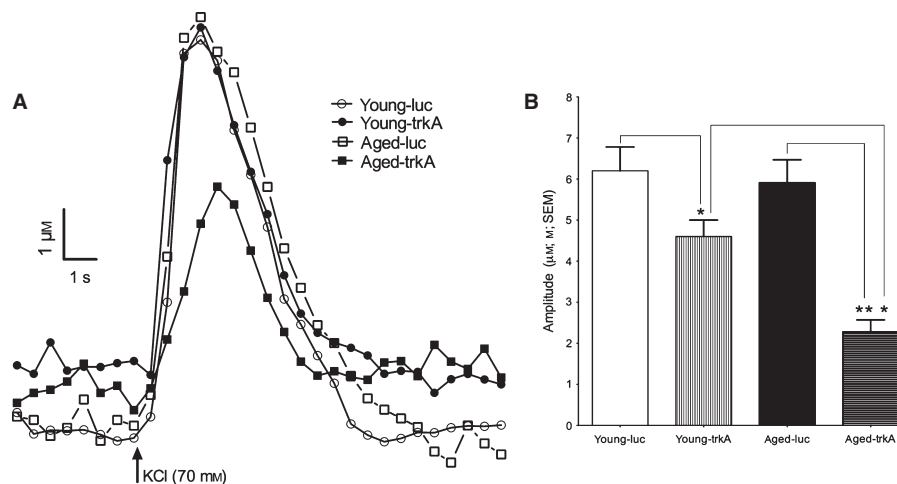 A
Young-luc
Young-trkA
Aged-luc
Aged-trkA
1 μM
1 s
KCl (70 mM)
B
8
7
6
5
4
3
2
1
0
Amplitude (μM; M; SEM)
*
** *
Young-luc
Young-trkA
Aged-luc
Aged-trkA